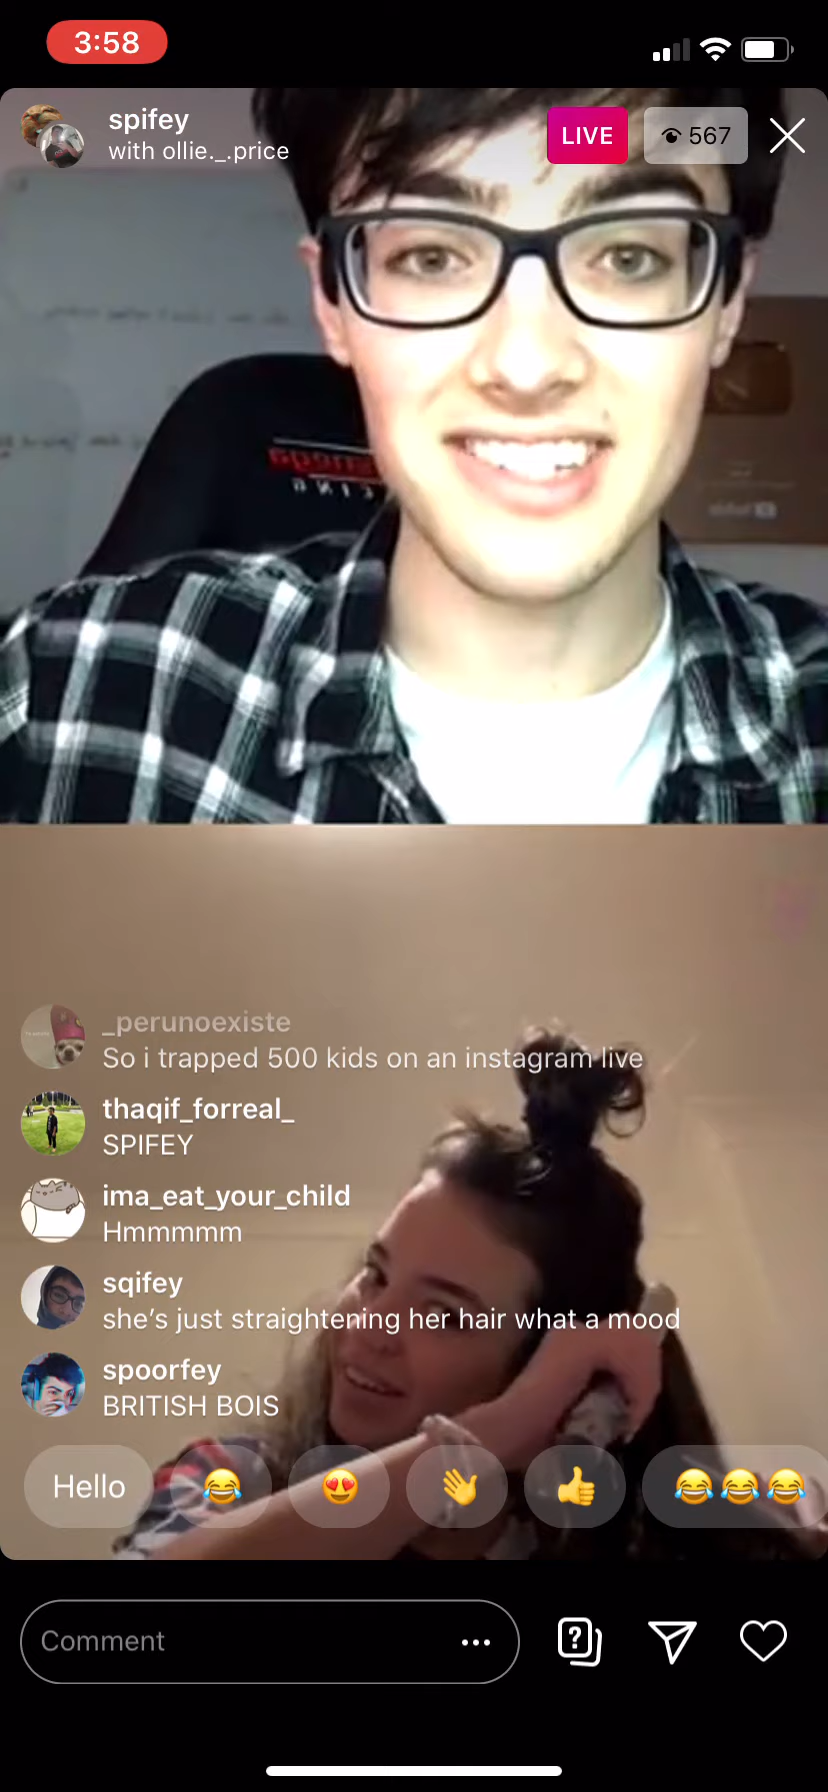 3:58
spifey
with ollie._.price
LIVE
567
_perunoexiste
So i trapped 500 kids on an instagram live
thaqif_forreal_
SPIFEY
ima_eat_your_child
Hmmmmm
sqifey
she’s just straightening her hair what a mood
spoorfey
BRITISH BOIS
Hello
Comment